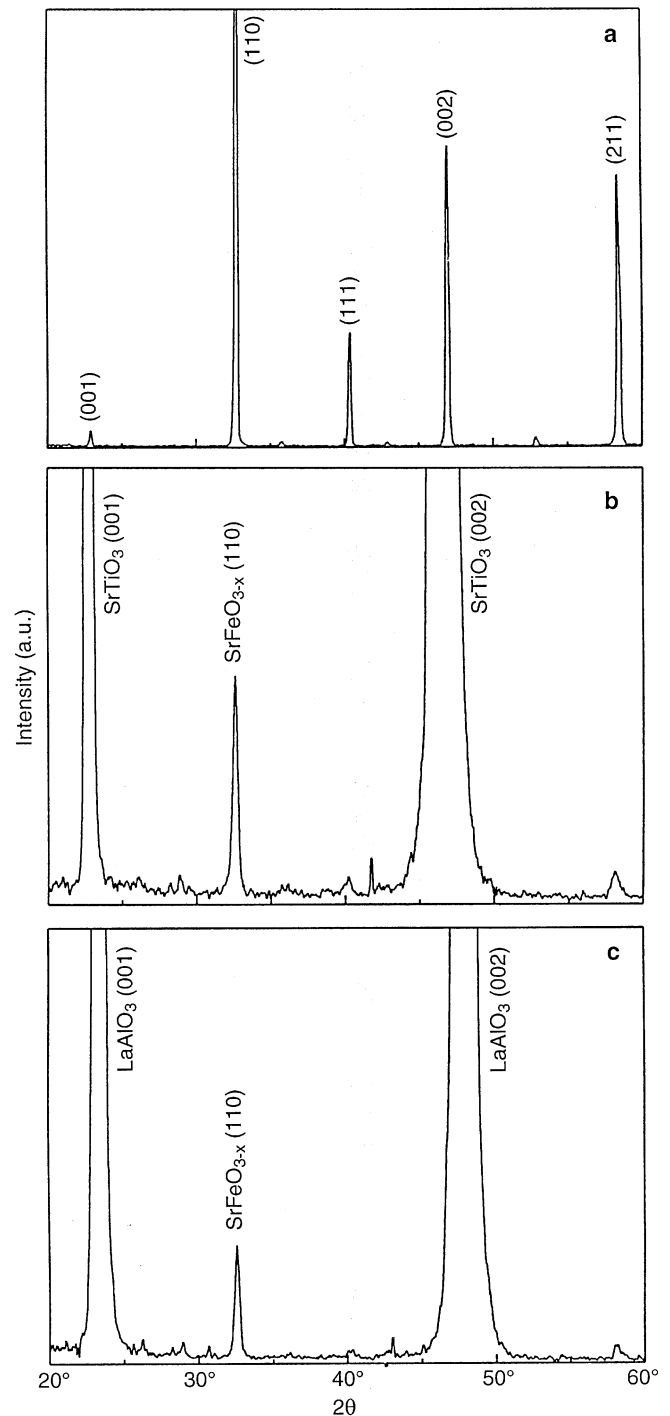 a
(001)
(110)
(111)
(002)
(211)
b
SrTiO3 (001)
SrFeO3-x (110)
SrTiO3 (002)
Intensity (a.u.)
c
LaAlO3 (001)
SrFeO3-x (110)
LaAlO3 (002)
20° 30° 40° 50° 60°
2θ